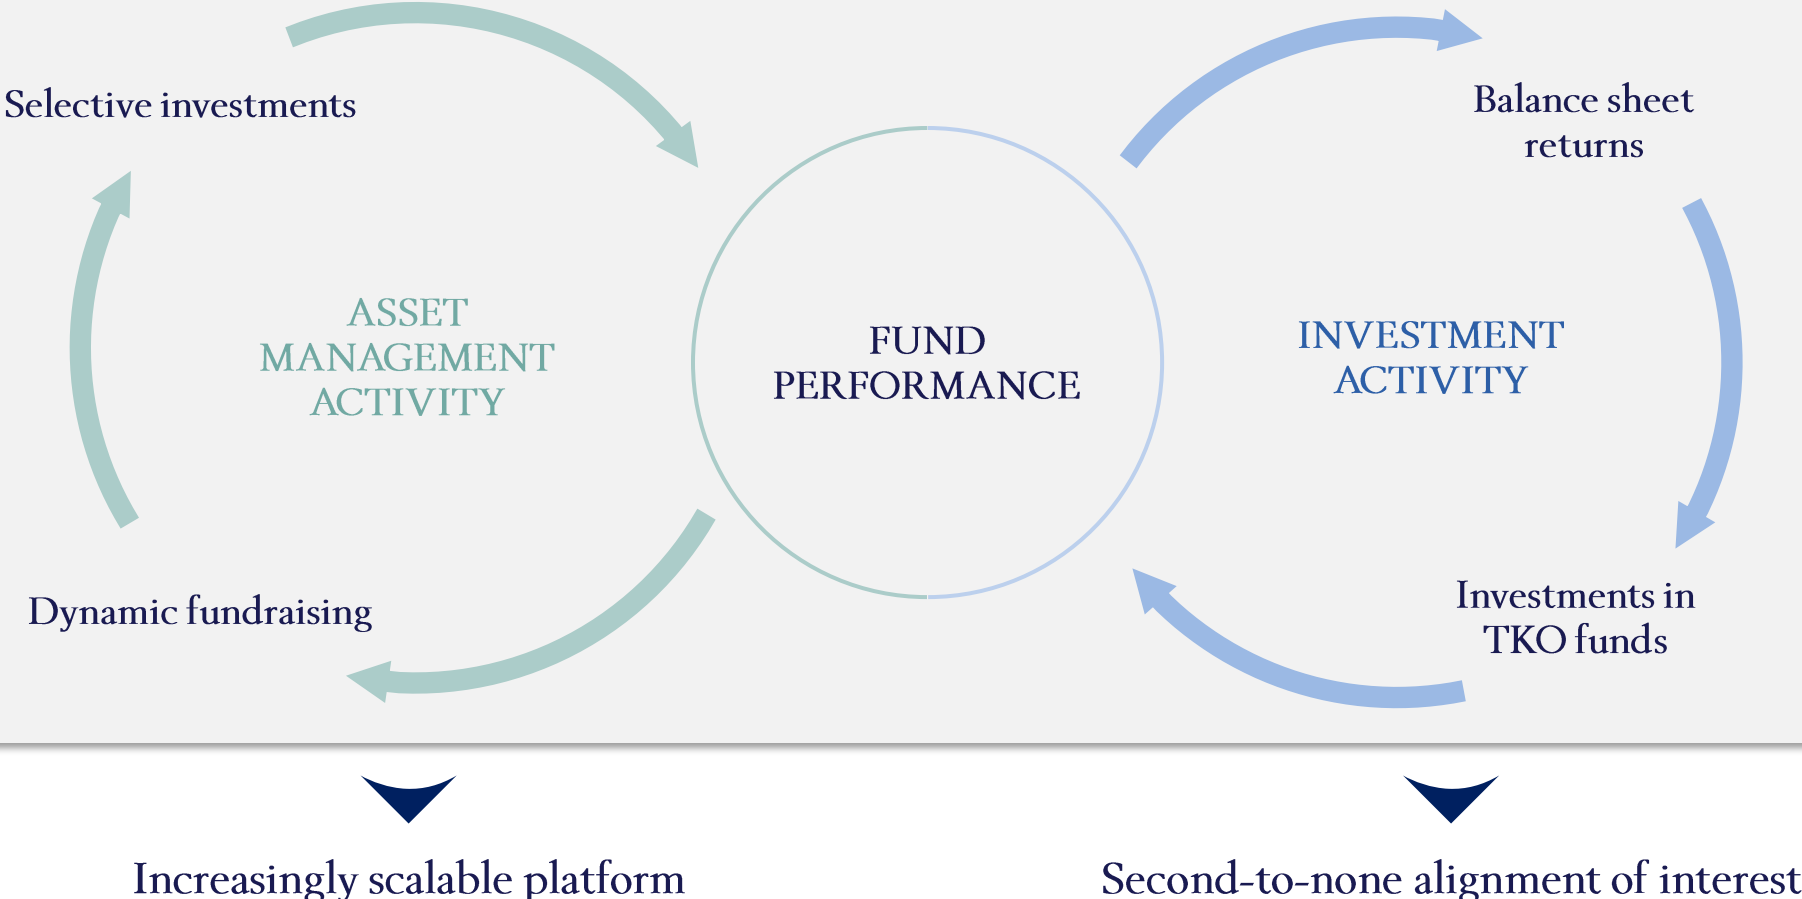 Selective investments
Balance sheet
returns
ASSET
MANAGEMENT
ACTIVITY
FUND
PERFORMANCE
INVESTMENT
ACTIVITY
Dynamic fundraising
Investments in
TKO funds
Increasingly scalable platform
Second-to-none alignment of interest